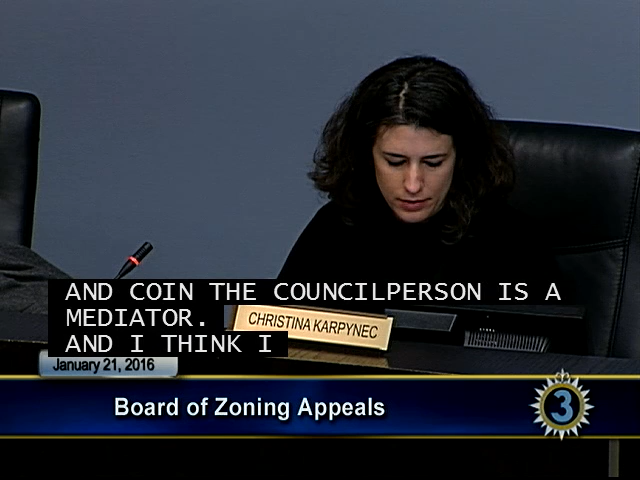 AND COIN THE COUNCILPERSON IS A
MEDIATOR.
CHRISTINA KARPYNEC
AND I THINK I
January 21, 2016
Board of Zoning Appeals
3